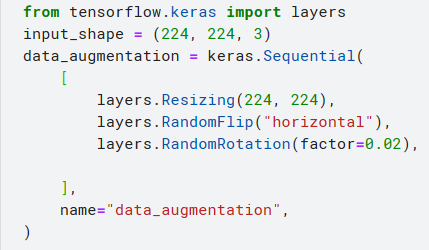 from tensorflow.keras import layers
input_shape = (224, 224, 3)
data_augmentation = keras.Sequential(
    [
        layers.Resizing(224, 224),
        layers.RandomFlip("horizontal"),
        layers.RandomRotation(factor=0.02),
    ],
    name="data_augmentation",
)